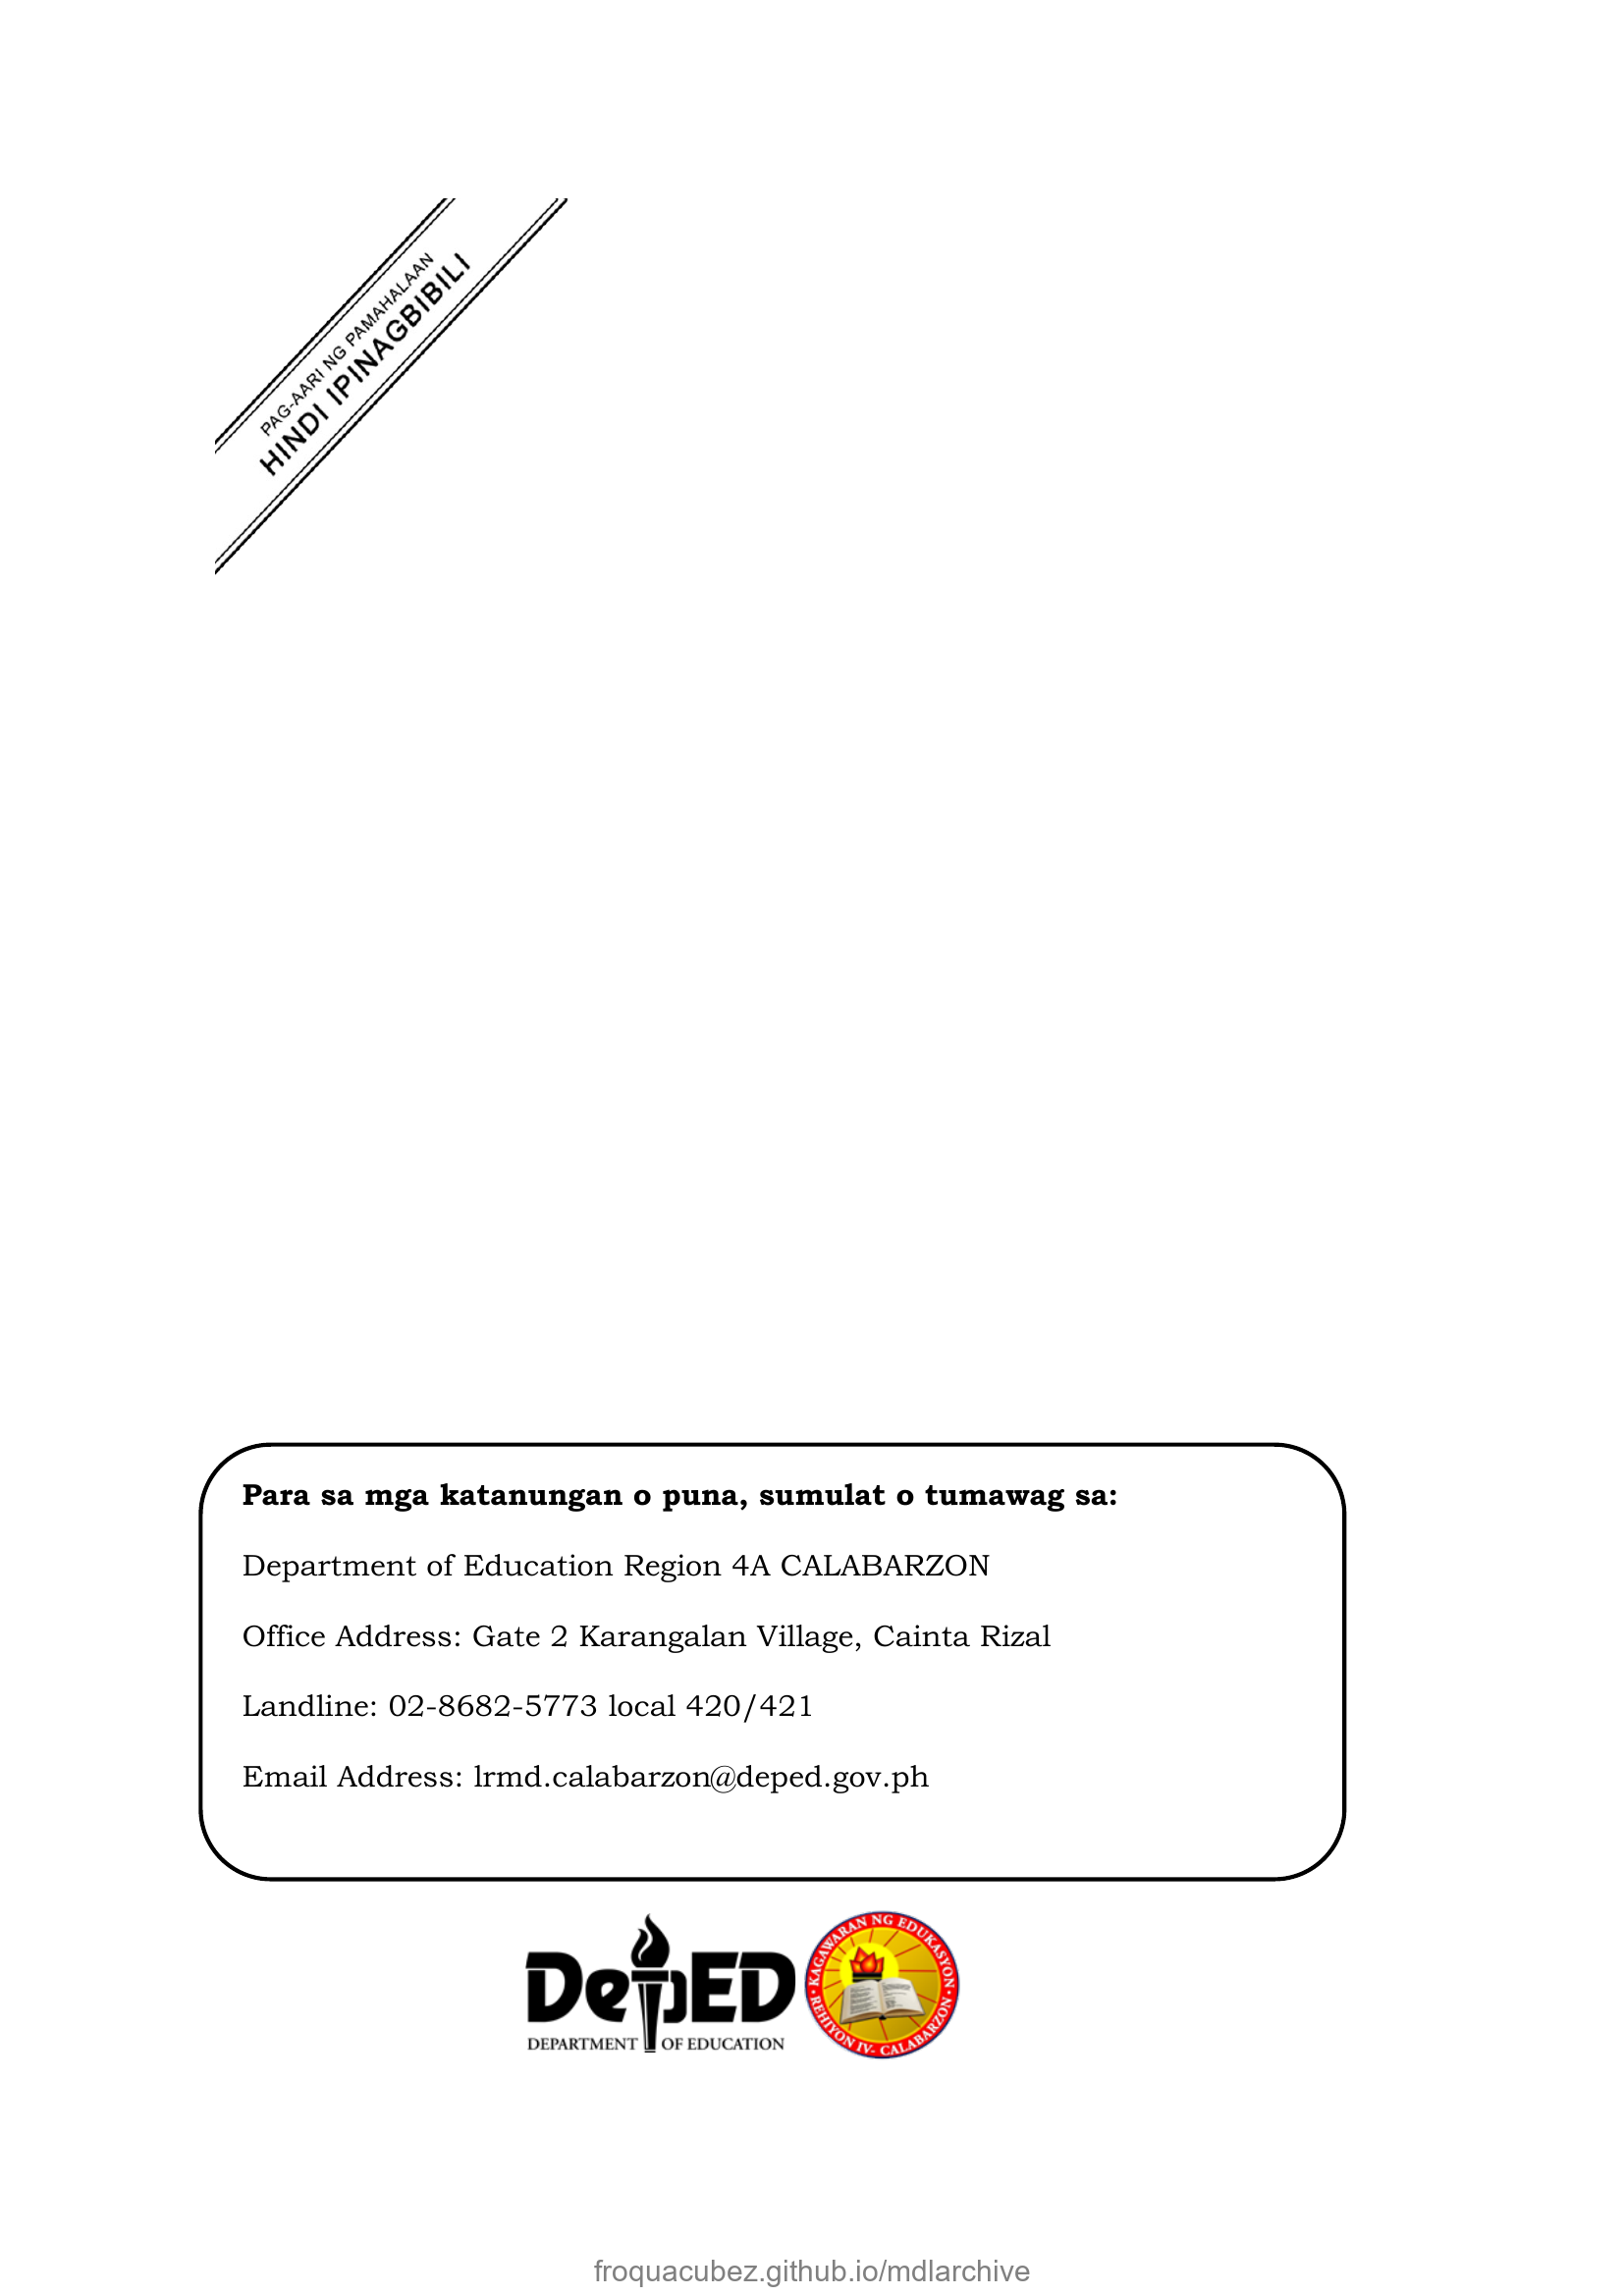 PAG-AARI NG PAMAHALAAN
HINDI IPINAGBIBILI
Para sa mga katanungan o puna, sumulat o tumawag sa:
Department of Education Region 4A CALABARZON
Office Address: Gate 2 Karangalan Village, Cainta Rizal
Landline: 02-8682-5773 local 420/421
Email Address: lrmd.calabarzon@deped.gov.ph
DepED
DEPARTMENT OF EDUCATION
KAGAWARAN NG EDUKASYON
REHIYON IV- CALABARZON
froquacubez.github.io/mdlarchive